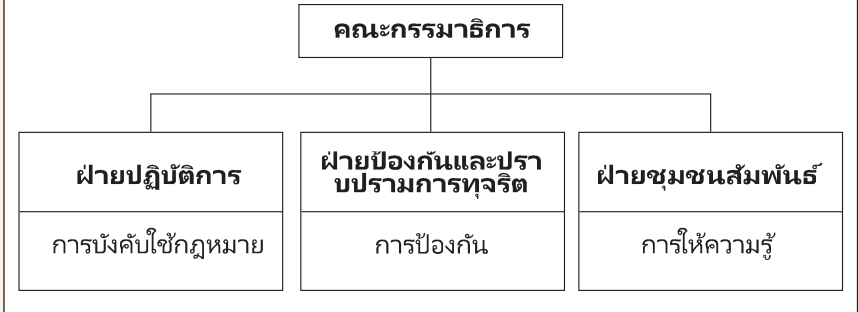 คณะกรรมาธิการ
ฝ่ายปฏิบัติการ
ฝ่ายป้องกันและปรา
บปรามการทุจริต
ฝ่ายชุมชนสัมพันธ์
การบังคับใช้กฎหมาย
การป้องกัน
การให้ความรู้